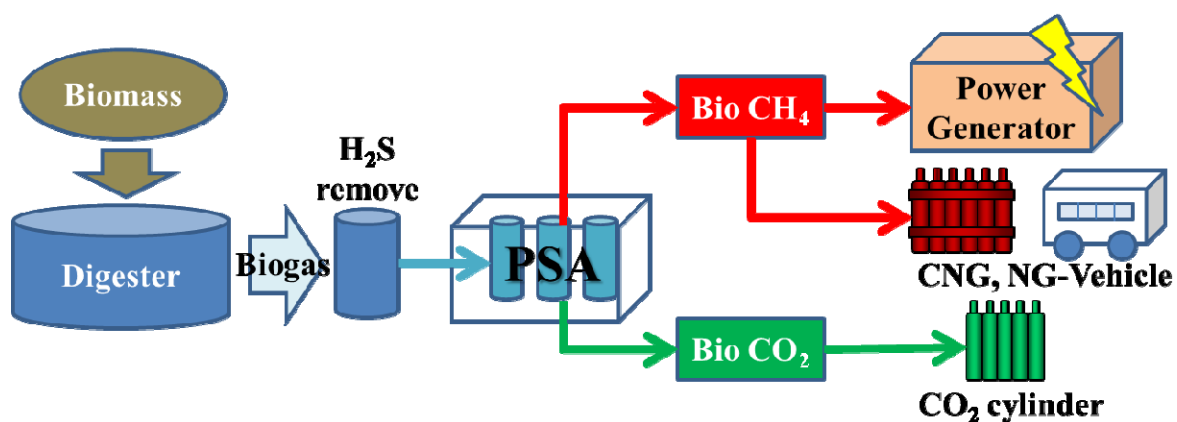 Biomass
Digester
Biogas
H₂S
remove
PSA
Bio CH₄
Power
Generator
CNG, NG-Vehicle
Bio CO₂
CO₂ cylinder